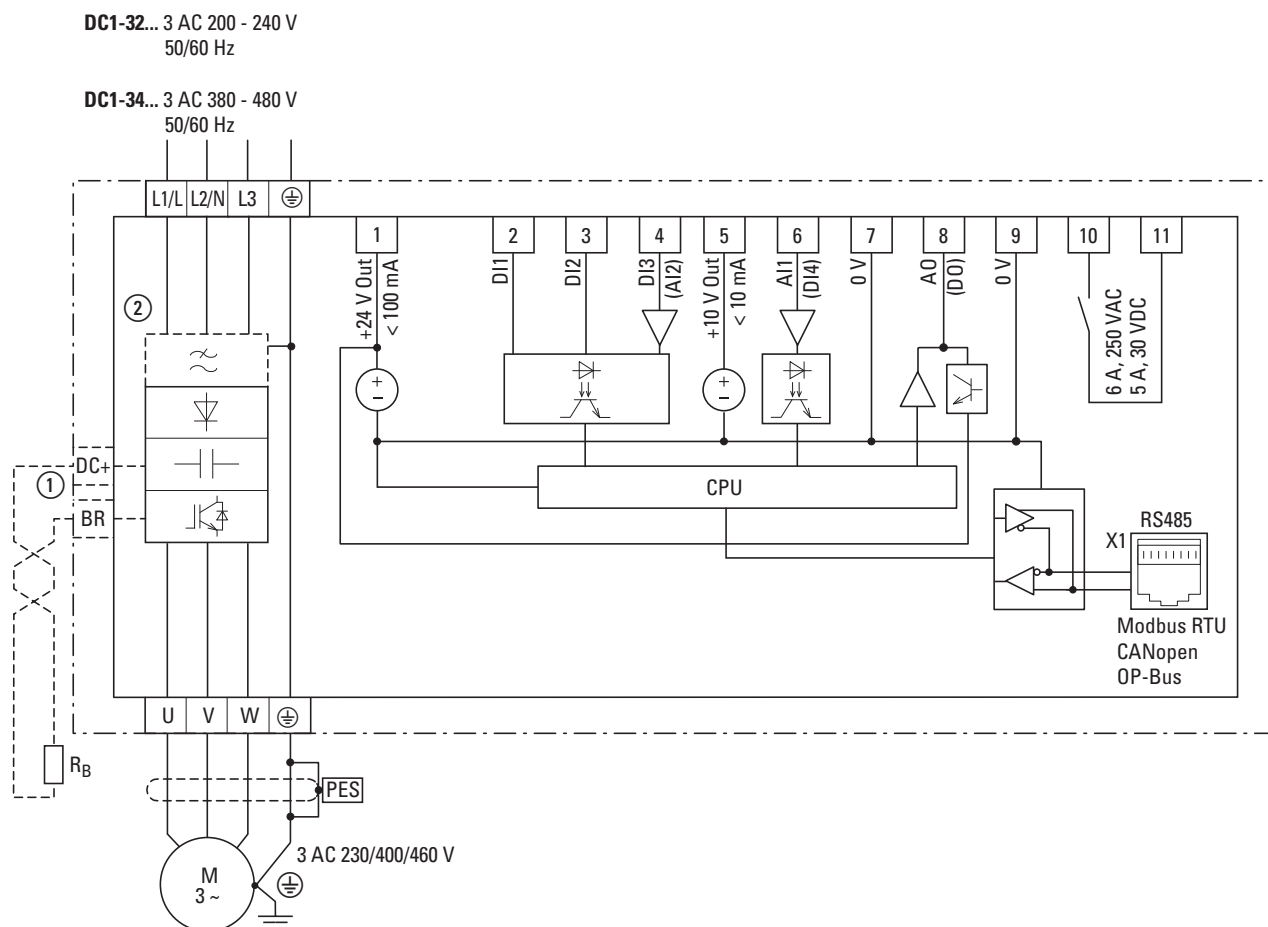 DC1-32... 3 AC 200 - 240 V
50/60 Hz
DC1-34... 3 AC 380 - 480 V
50/60 Hz
L1/L L2/N L3
1 2 3 4 5 6 7 8 9 10 11
+24 V Out
< 100 mA
DI1
DI2
DI3
(AI2)
+10 V Out
< 10 mA
AI1
(DI4)
0 V
AO
(DO)
0 V
6 A, 250 VAC
5 A, 30 VDC
2
+
-
+
-
DC+
1
BR
CPU
X1
RS485
Modbus RTU
CANopen
OP-Bus
U V W
RB
PES
3 AC 230/400/460 V
M
3 ~